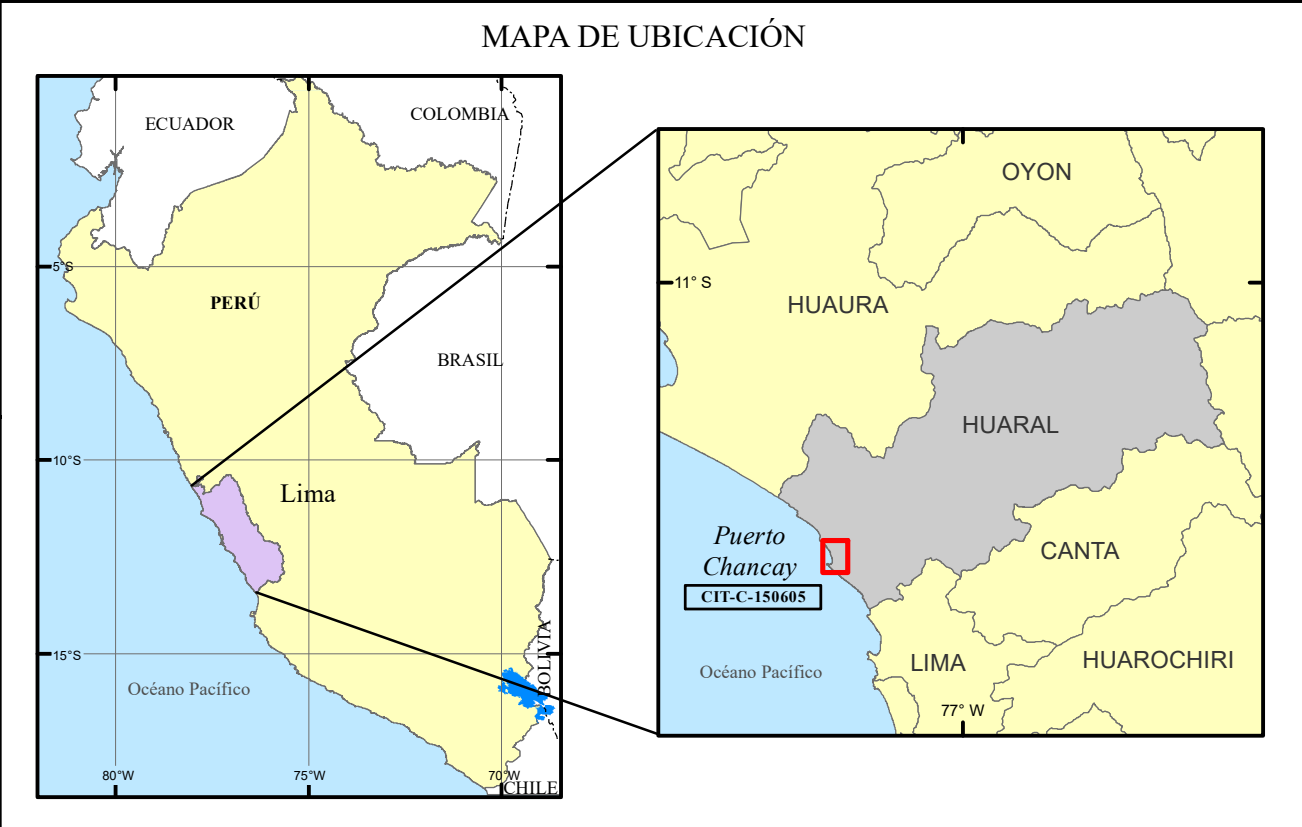 MAPA DE UBICACIÓN
ECUADOR
COLOMBIA
5°S
PERÚ
BRASIL
10°S
Lima
15°S
BOLIVIA
Océano Pacífico
80°W
75°W
70°W
CHILE
OYON
11° S
HUAURA
HUARAL
Puerto
Chancay
CIT-C-150605
CANTA
LIMA
HUAROCHIRI
Océano Pacífico
77° W